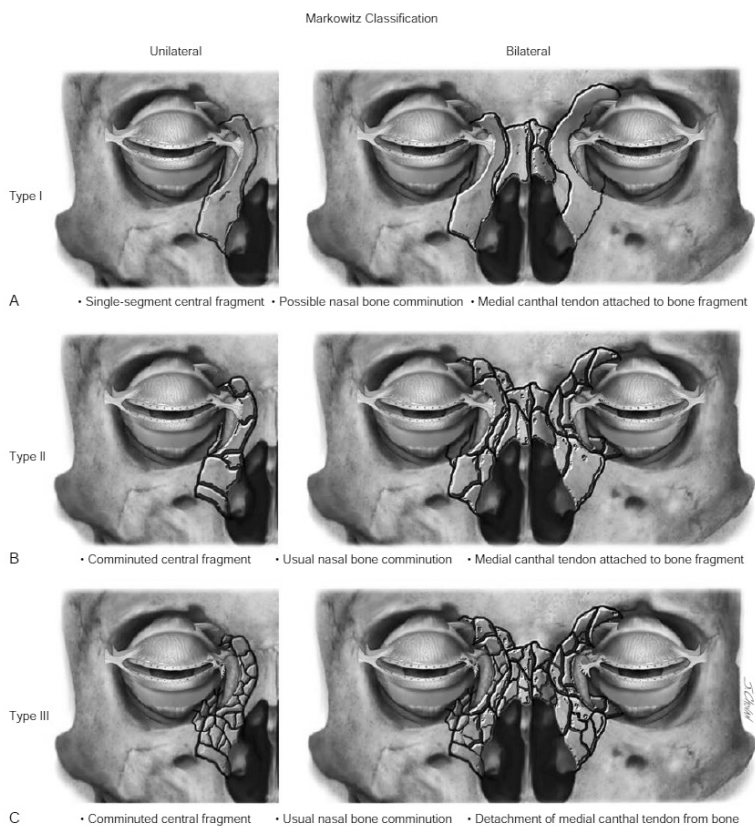 Markowitz Classification
Unilateral Bilateral
Type I
A • Single-segment central fragment • Possible nasal bone comminution • Medial canthal tendon attached to bone fragment
Type II
B • Comminuted central fragment • Usual nasal bone comminution • Medial canthal tendon attached to bone fragment
Type III
C • Comminuted central fragment • Usual nasal bone comminution • Detachment of medial canthal tendon from bone